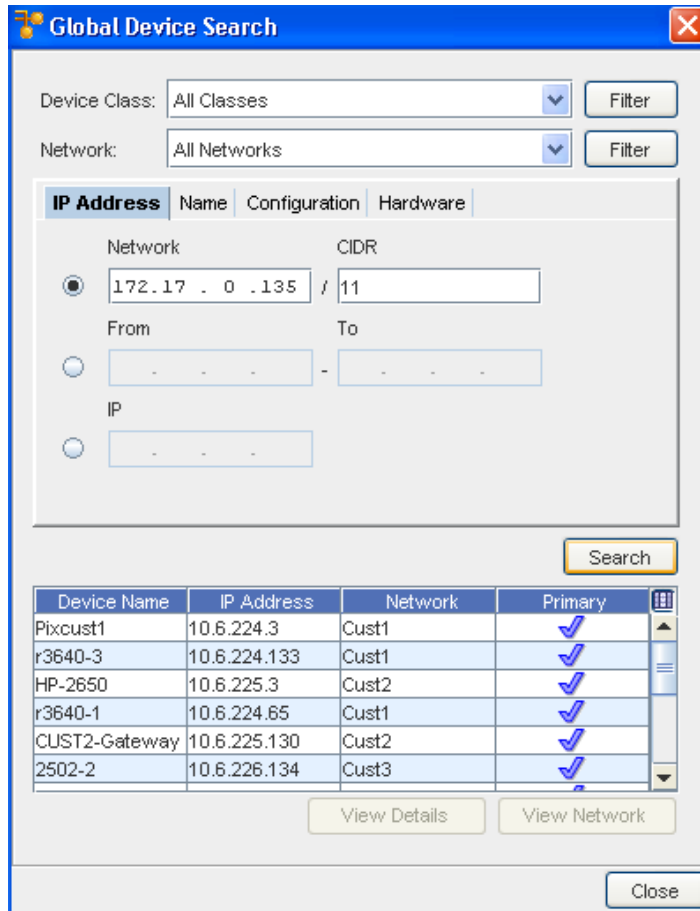 Global Device Search
Device Class: All Classes Filter
Network: All Networks Filter
IP Address Name Configuration Hardware
Network CIDR
172.17 . 0 .135 / 11
From To
. . . - . . .
IP
. . .
Search
Device Name IP Address Network Primary
Pixcust1 10.6.224.3 Cust1
r3640-3 10.6.224.133 Cust1
HP-2650 10.6.225.3 Cust2
r3640-1 10.6.224.65 Cust1
CUST2-Gateway 10.6.225.130 Cust2
2502-2 10.6.226.134 Cust3
View Details View Network
Close